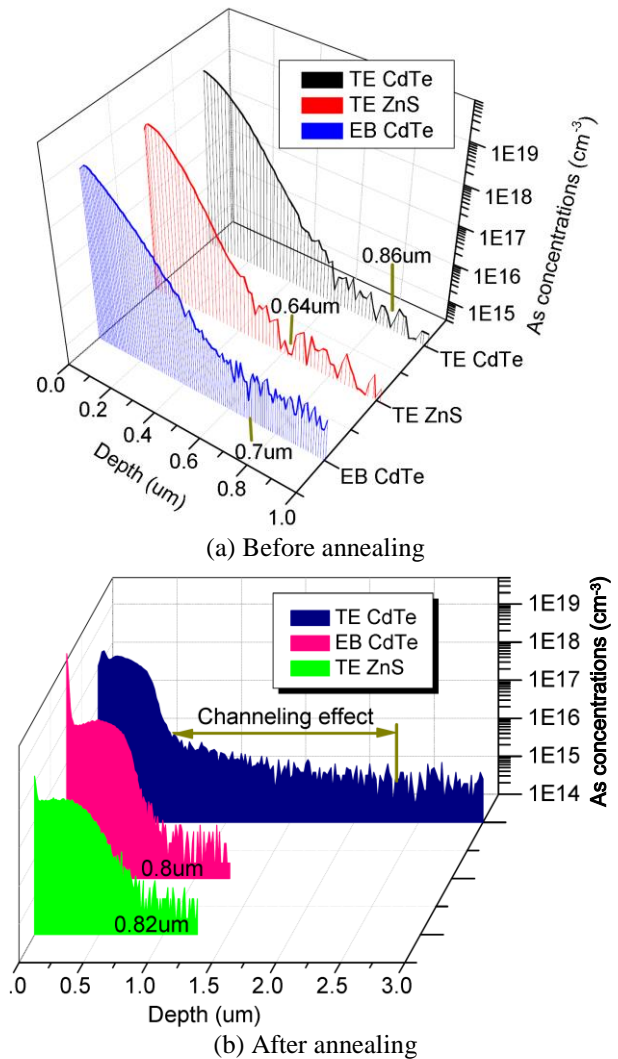 TE CdTe
TE ZnS
EB CdTe
1E19
1E18
1E17
1E16
1E15
As concentrations (cm-3)
0.86um
0.64um
0.7um
TE CdTe
TE ZnS
EB CdTe
0.0
0.2
0.4
0.6
0.8
1.0
Depth (um)
(a) Before annealing
TE CdTe
EB CdTe
TE ZnS
1E19
1E18
1E17
1E16
1E15
1E14
As concentrations (cm-3)
Channeling effect
0.8um
0.82um
.0 0.5 1.0 1.5 2.0 2.5 3.0
Depth (um)
(b) After annealing